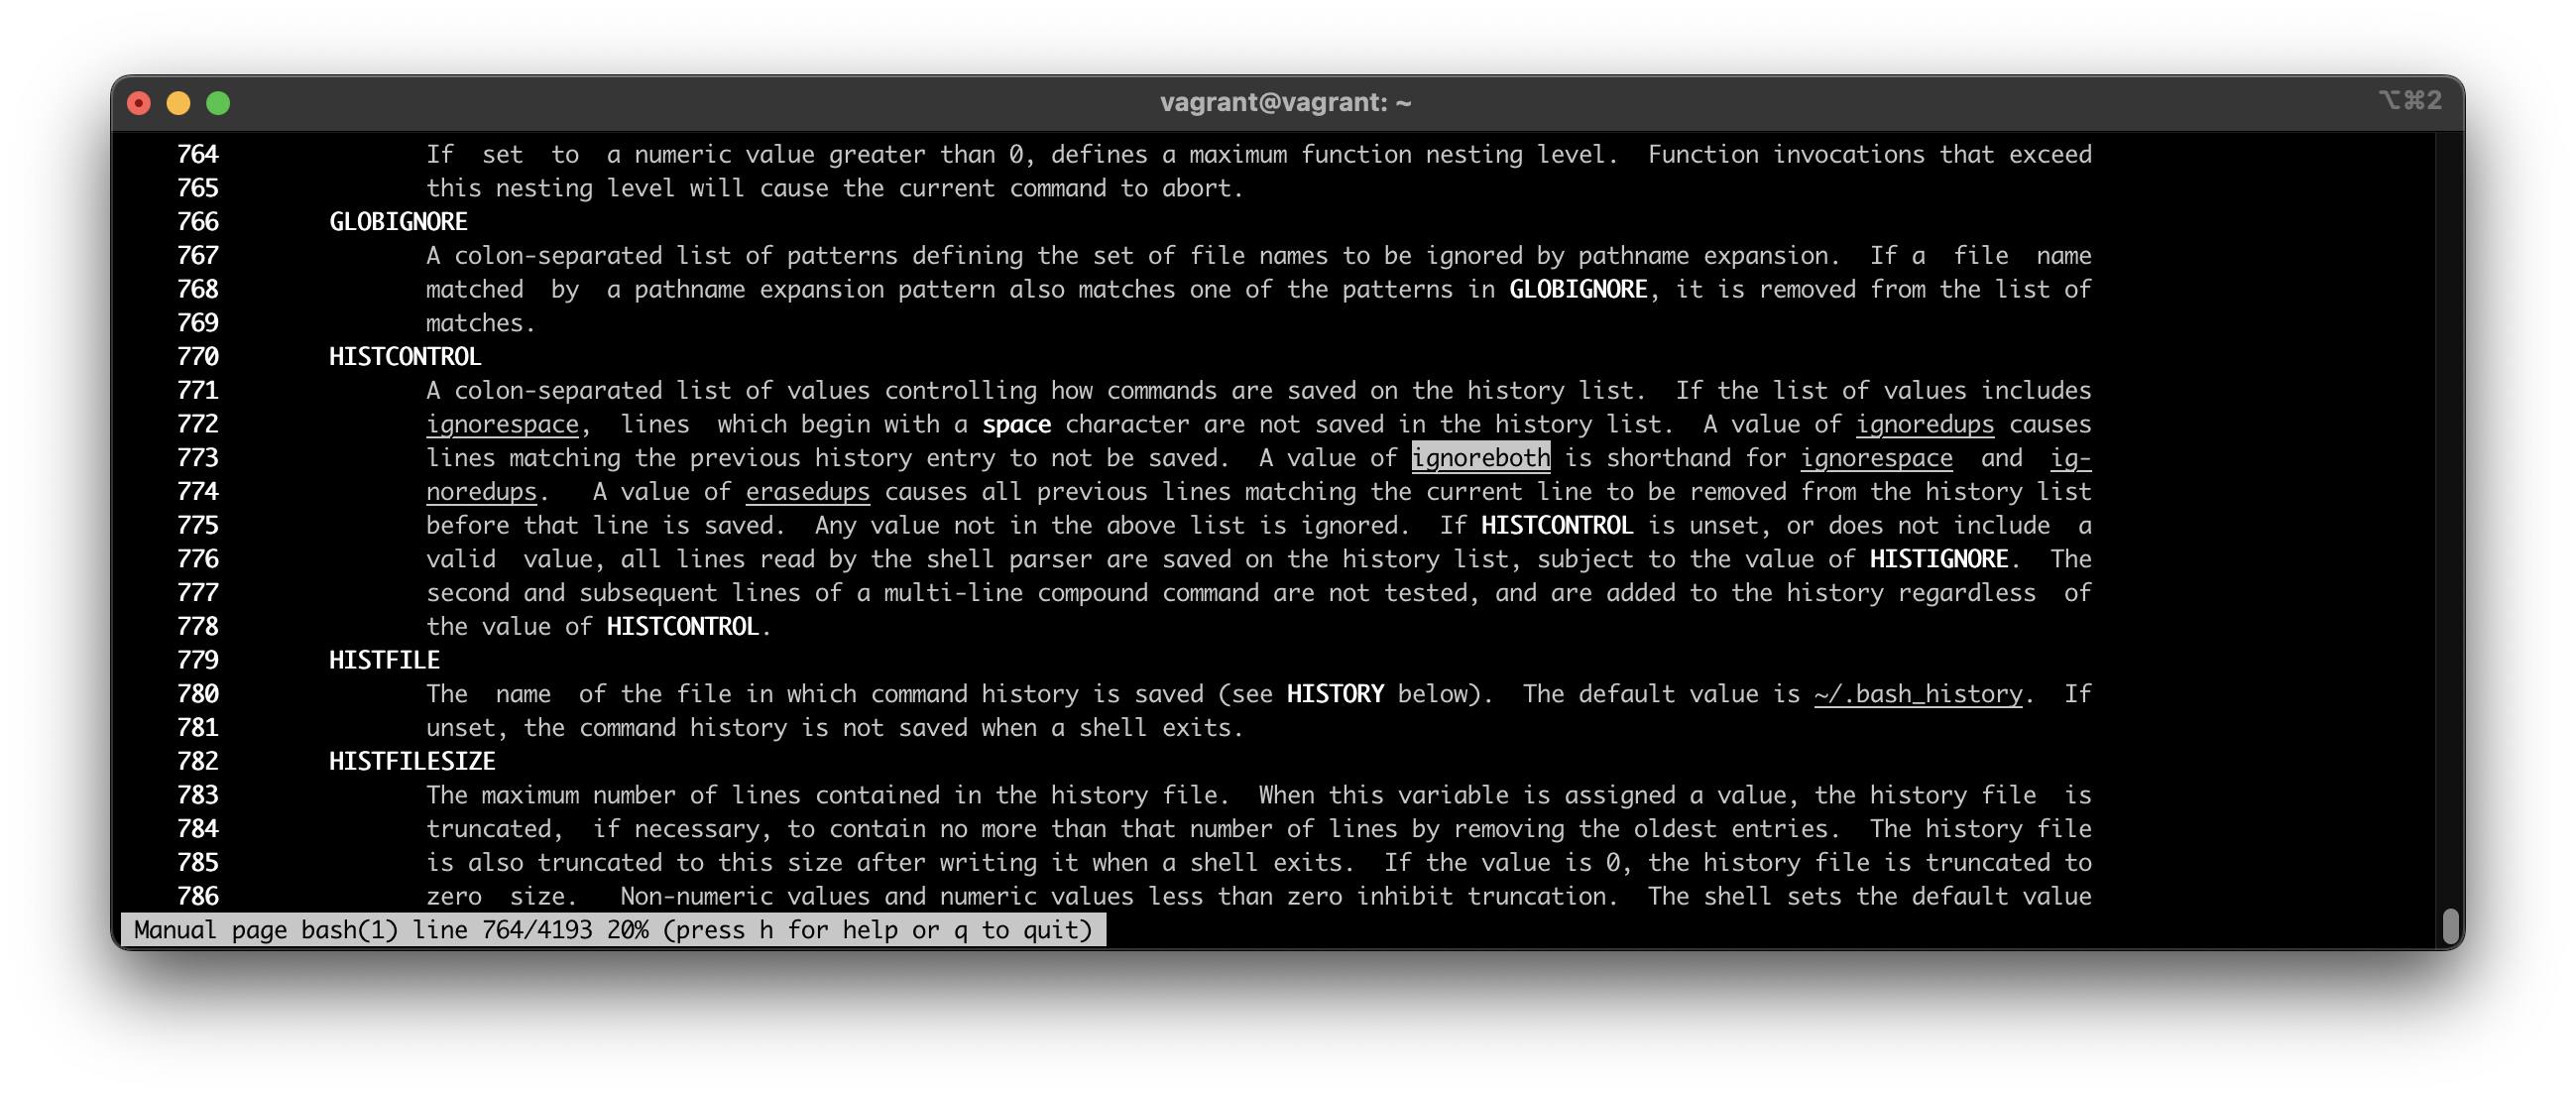 vagrant@vagrant: ~
⌥⌘2
764 If set to a numeric value greater than 0, defines a maximum function nesting level. Function invocations that exceed
765 this nesting level will cause the current command to abort.
766 GLOBIGNORE
767 A colon-separated list of patterns defining the set of file names to be ignored by pathname expansion. If a file name
768 matched by a pathname expansion pattern also matches one of the patterns in GLOBIGNORE, it is removed from the list of
769 matches.
770 HISTCONTROL
771 A colon-separated list of values controlling how commands are saved on the history list. If the list of values includes
772 ignorespace, lines which begin with a space character are not saved in the history list. A value of ignoredups causes
773 lines matching the previous history entry to not be saved. A value of ignoreboth is shorthand for ignorespace and ig-
774 noredups. A value of erasedups causes all previous lines matching the current line to be removed from the history list
775 before that line is saved. Any value not in the above list is ignored. If HISTCONTROL is unset, or does not include a
776 valid value, all lines read by the shell parser are saved on the history list, subject to the value of HISTIGNORE. The
777 second and subsequent lines of a multi-line compound command are not tested, and are added to the history regardless of
778 the value of HISTCONTROL.
779 HISTFILE
780 The name of the file in which command history is saved (see HISTORY below). The default value is ~/.bash_history. If
781 unset, the command history is not saved when a shell exits.
782 HISTFILESIZE
783 The maximum number of lines contained in the history file. When this variable is assigned a value, the history file is
784 truncated, if necessary, to contain no more than that number of lines by removing the oldest entries. The history file
785 is also truncated to this size after writing it when a shell exits. If the value is 0, the history file is truncated to
786 zero size. Non-numeric values and numeric values less than zero inhibit truncation. The shell sets the default value
Manual page bash(1) line 764/4193 20% (press h for help or q to quit)